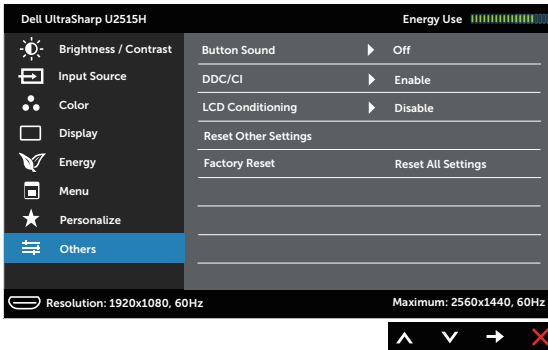 Dell UltraSharp U2515H Energy Use
Brightness / Contrast Button Sound Off
Input Source DDC/CI Enable
Color LCD Conditioning Disable
Display Reset Other Settings
Energy Factory Reset Reset All Settings
Menu
Personalize
Others
Resolution: 1920x1080, 60Hz Maximum: 2560x1440, 60Hz